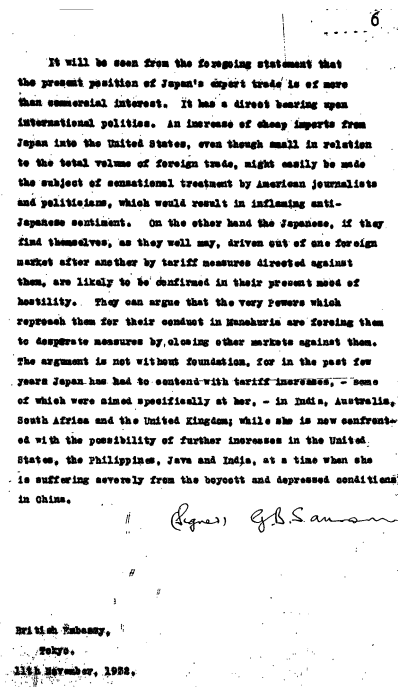 6
It will be seen from the foregoing statement that
the present position of Japan's export trade is of more
than commercial interest. It has a direct bearing upon
international politics. An increase of cheap imports from
Japan into the United States, even though small in relation
to the total volume of foreign trade, might easily be made
the subject of sensational treatment by American journalists
and politicians, which would result in inflaming anti-
Japanese sentiment. On the other hand the Japanese, if they
find themselves, as they well may, driven out of one foreign
market after another by tariff measures directed against
them, are likely to be confirmed in their present mood of
hostility. They can argue that the very Powers which
reproach them for their conduct in Manchuria are forcing them
to desperate measures by closing other markets against them.
The argument is not without foundation, for in the past few
years Japan has had to contend with tariff increases, - some
of which were aimed specifically at her, - in India, Australia,
South Africa and the United Kingdom; while she is now confront-
ed with the possibility of further increases in the United
States, the Philippines, Java and India, at a time when she
is suffering severely from the boycott and depressed conditions
in China.
(Signed) G.B.Sansom
British Embassy,
Tokyo.
11th November, 1932.